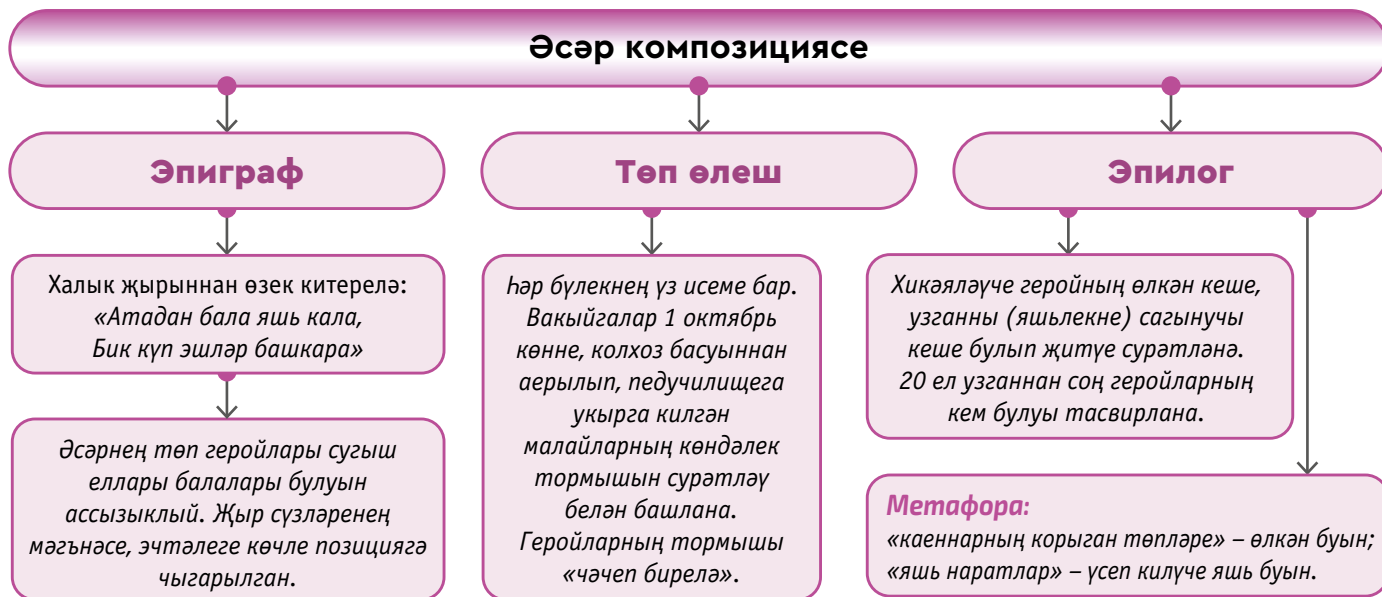 Әсәр композициясе
Эпиграф
Халык җырыннан өзек китерелә:
«Атадан бала яшь кала,
Бик күп эшләр башкара»
Әсәрнең төп геройлары сугыш
еллары балалары булуын
ассызыклый. Җыр сүзләренең
мәгънәсе, эчтәлеге көчле позициягә
чыгарылган.
Төп өлеш
Һәр бүлекнең үз исеме бар.
Вакыйгалар 1 октябрь
көнне, колхоз басуыннан
аерылып, педучилищега
укырга килгән
малайларның көндәлек
тормышын сурәтләү
белән башлана.
Геройларның тормышы
«чәчеп бирелә».
Эпилог
Хикәяләүче геройның өлкән кеше,
узганны (яшьлекне) сагынучы
кеше булып җитүе сурәтләнә.
20 ел узганнан соң геройларның
кем булуы тасвирлана.
Метафора:
«каеннарның корыган төпләре» – өлкән буын;
«яшь наратлар» – үсеп килүче яшь буын.